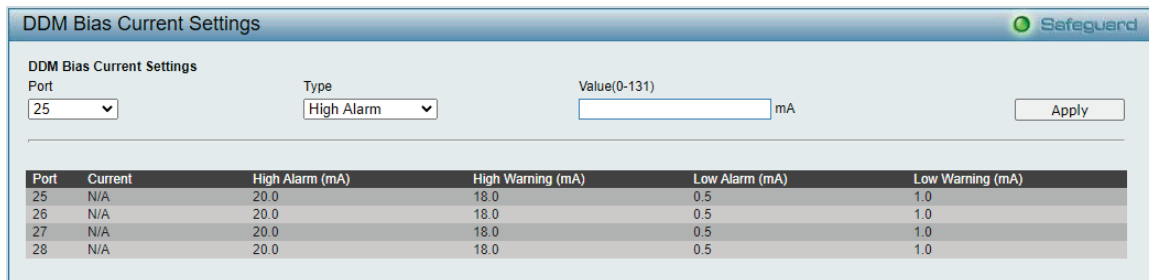 DDM Bias Current Settings Safeguard
DDM Bias Current Settings
Port Type Value(0-131)
25 High Alarm mA Apply
Port Current High Alarm (mA) High Warning (mA) Low Alarm (mA) Low Warning (mA)
25 N/A 20.0 18.0 0.5 1.0
26 N/A 20.0 18.0 0.5 1.0
27 N/A 20.0 18.0 0.5 1.0
28 N/A 20.0 18.0 0.5 1.0